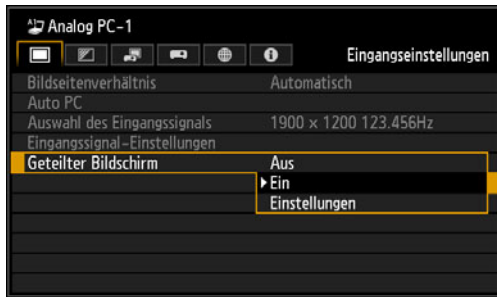 Analog PC-1
Eingangseinstellungen
Bildseitenverhältnis Automatisch
Auto PC
Auswahl des Eingangssignals 1900 × 1200 123.456Hz
Eingangssignal-Einstellungen
Geteilter Bildschirm Aus
Ein
Einstellungen